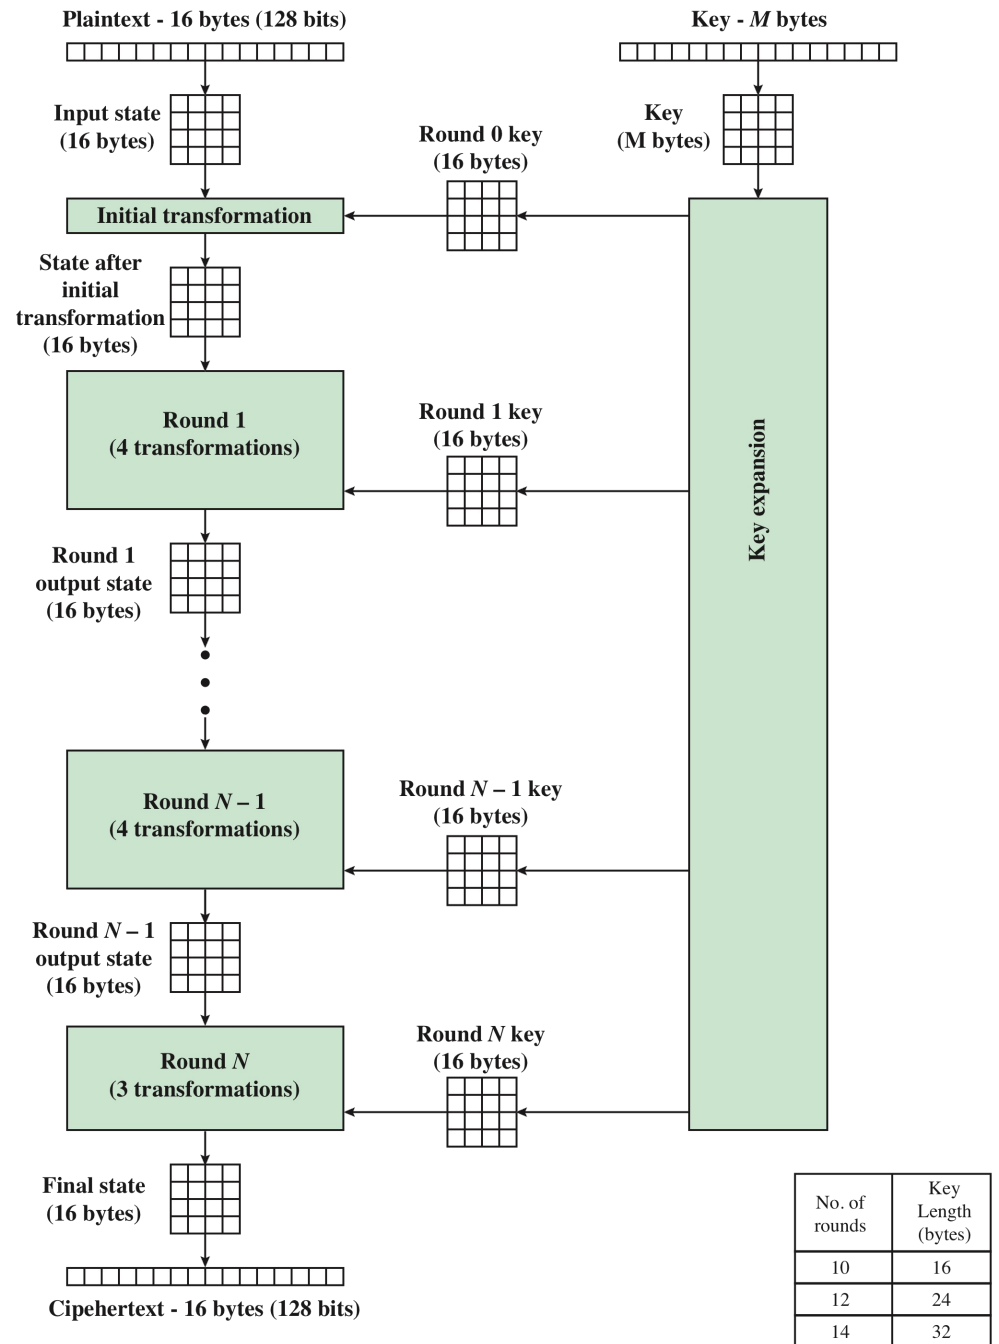 Plaintext - 16 bytes (128 bits)
Key - M bytes
Input state
(16 bytes)
Key
(M bytes)
Round 0 key
(16 bytes)
Initial transformation
State after
initial
transformation
(16 bytes)
Round 1
(4 transformations)
Round 1 key
(16 bytes)
Key expansion
Round 1
output state
(16 bytes)
Round N – 1
(4 transformations)
Round N – 1 key
(16 bytes)
Round N – 1
output state
(16 bytes)
Round N
(3 transformations)
Round N key
(16 bytes)
Final state
(16 bytes)
Cipehertext - 16 bytes (128 bits)
No. of
rounds
Key
Length
(bytes)
10 16
12 24
14 32